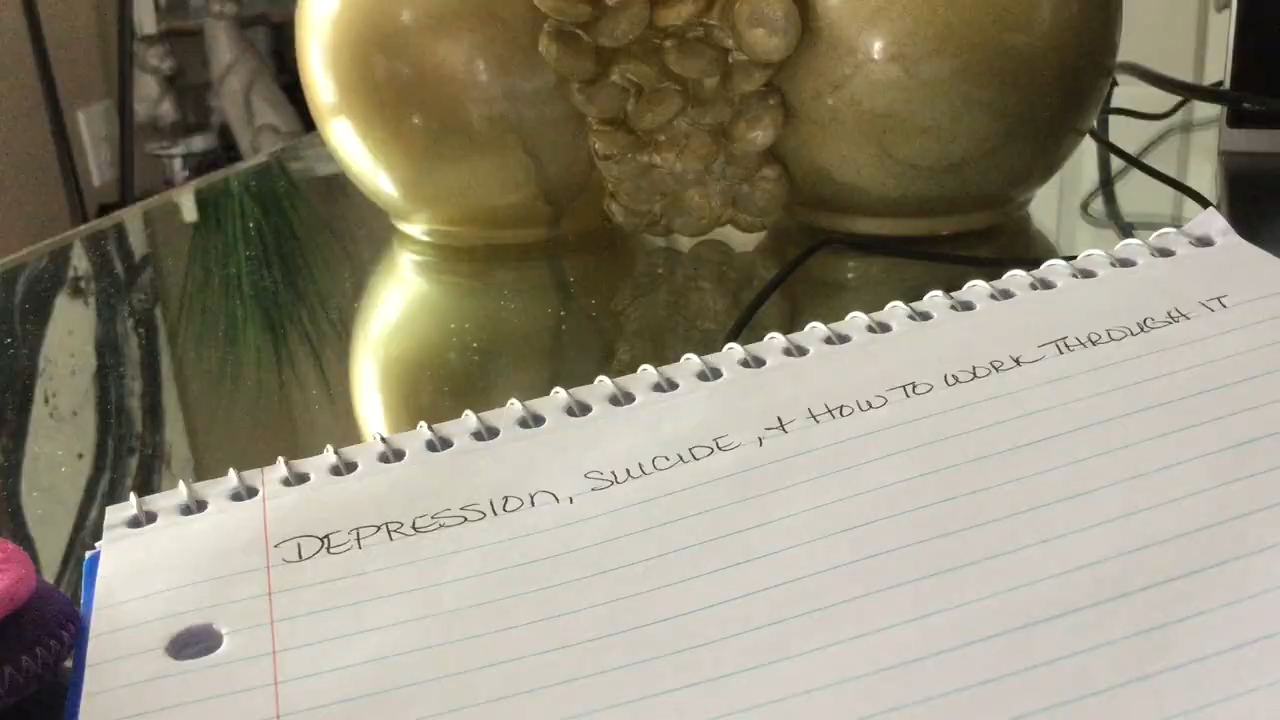 DEPRESSION, SUICIDE, + HOW TO WORK THROUGH IT